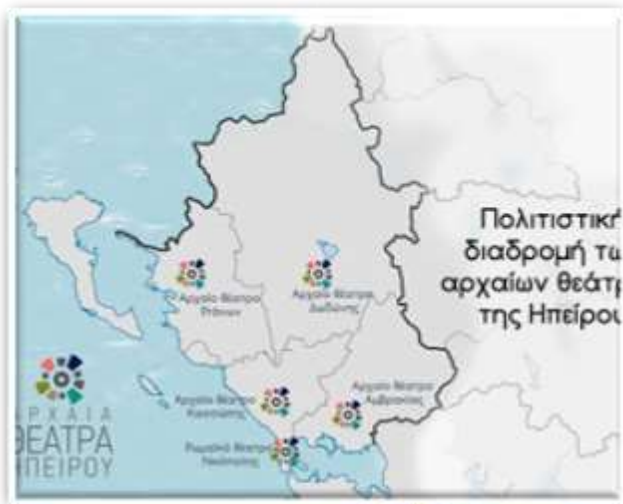 Πολιτιστική
διαδρομή τω
αρχαίων θεάτρ
της Ηπείρου
Αρχαίο θέατρο
Αρχαίο θέατρο
Δωδώνης
Αρχαίο θέατρο
Αμβρακίας
Αρχαίο θέατρο
Κασσώπης
Ρωμαϊκό θέατρο
Νικόπολης
ΑΡΧΑΙΑ
ΘΕΑΤΡΑ
ΗΠΕΙΡΟΥ